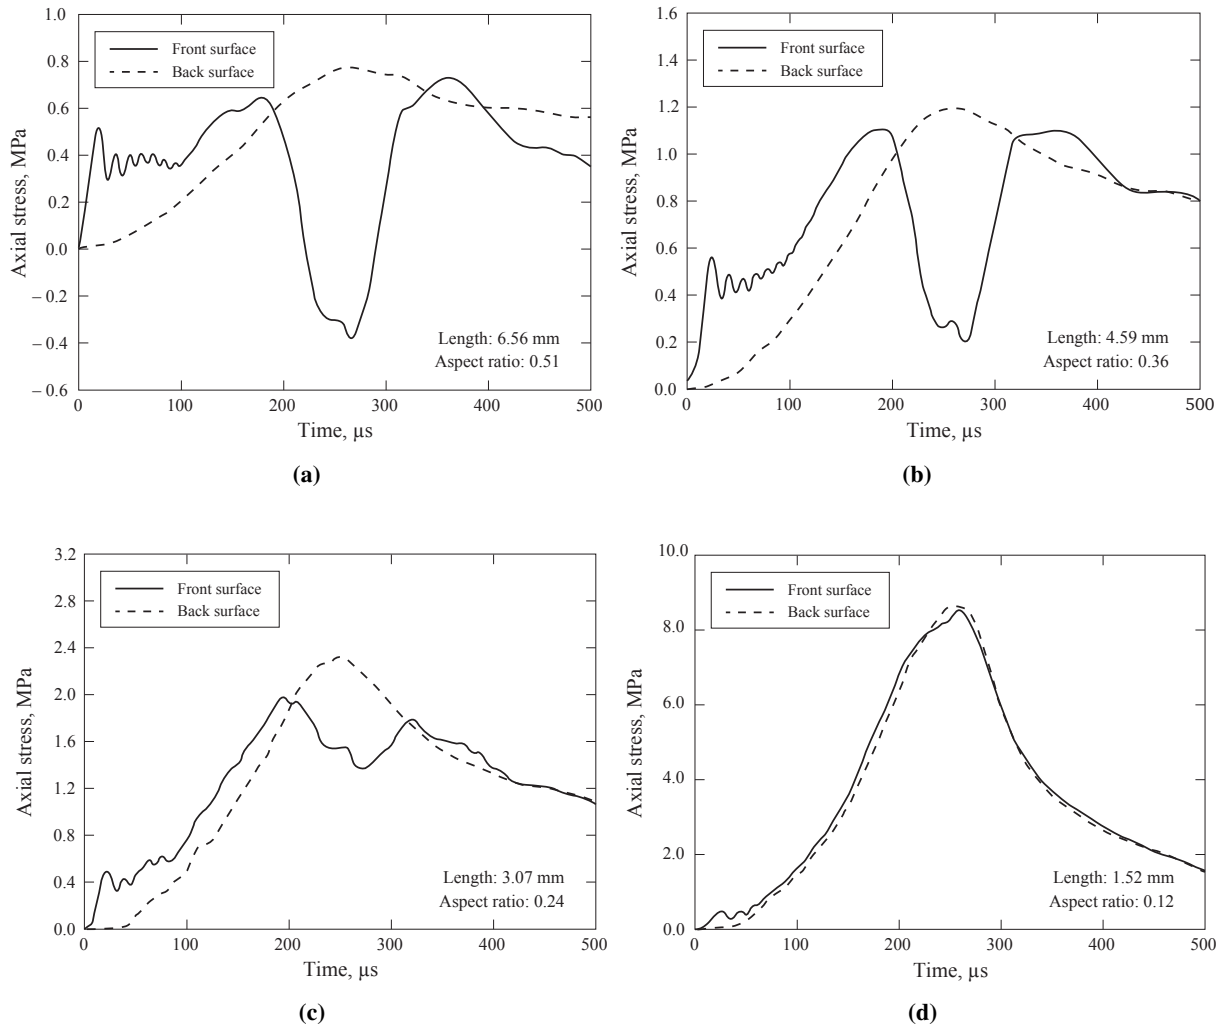 1.0
0.8
0.6
0.4
0.2
0.0
– 0.2
– 0.4
– 0.6
Axial stress, MPa
Front surface
Back surface
Length: 6.56 mm
Aspect ratio: 0.51
0 100 200 300 400 500
Time, µs
(a)
1.6
1.4
1.2
1.0
0.8
0.6
0.4
0.2
0.0
Axial stress, MPa
Front surface
Back surface
Length: 4.59 mm
Aspect ratio: 0.36
0 100 200 300 400 500
Time, µs
(b)
3.2
2.8
2.4
2.0
1.6
1.2
0.8
0.4
0.0
Axial stress, MPa
Front surface
Back surface
Length: 3.07 mm
Aspect ratio: 0.24
0 100 200 300 400 500
Time, µs
(c)
10.0
8.0
6.0
4.0
2.0
0.0
Axial stress, MPa
Front surface
Back surface
Length: 1.52 mm
Aspect ratio: 0.12
100 200 300 400 500
Time, µs
(d)